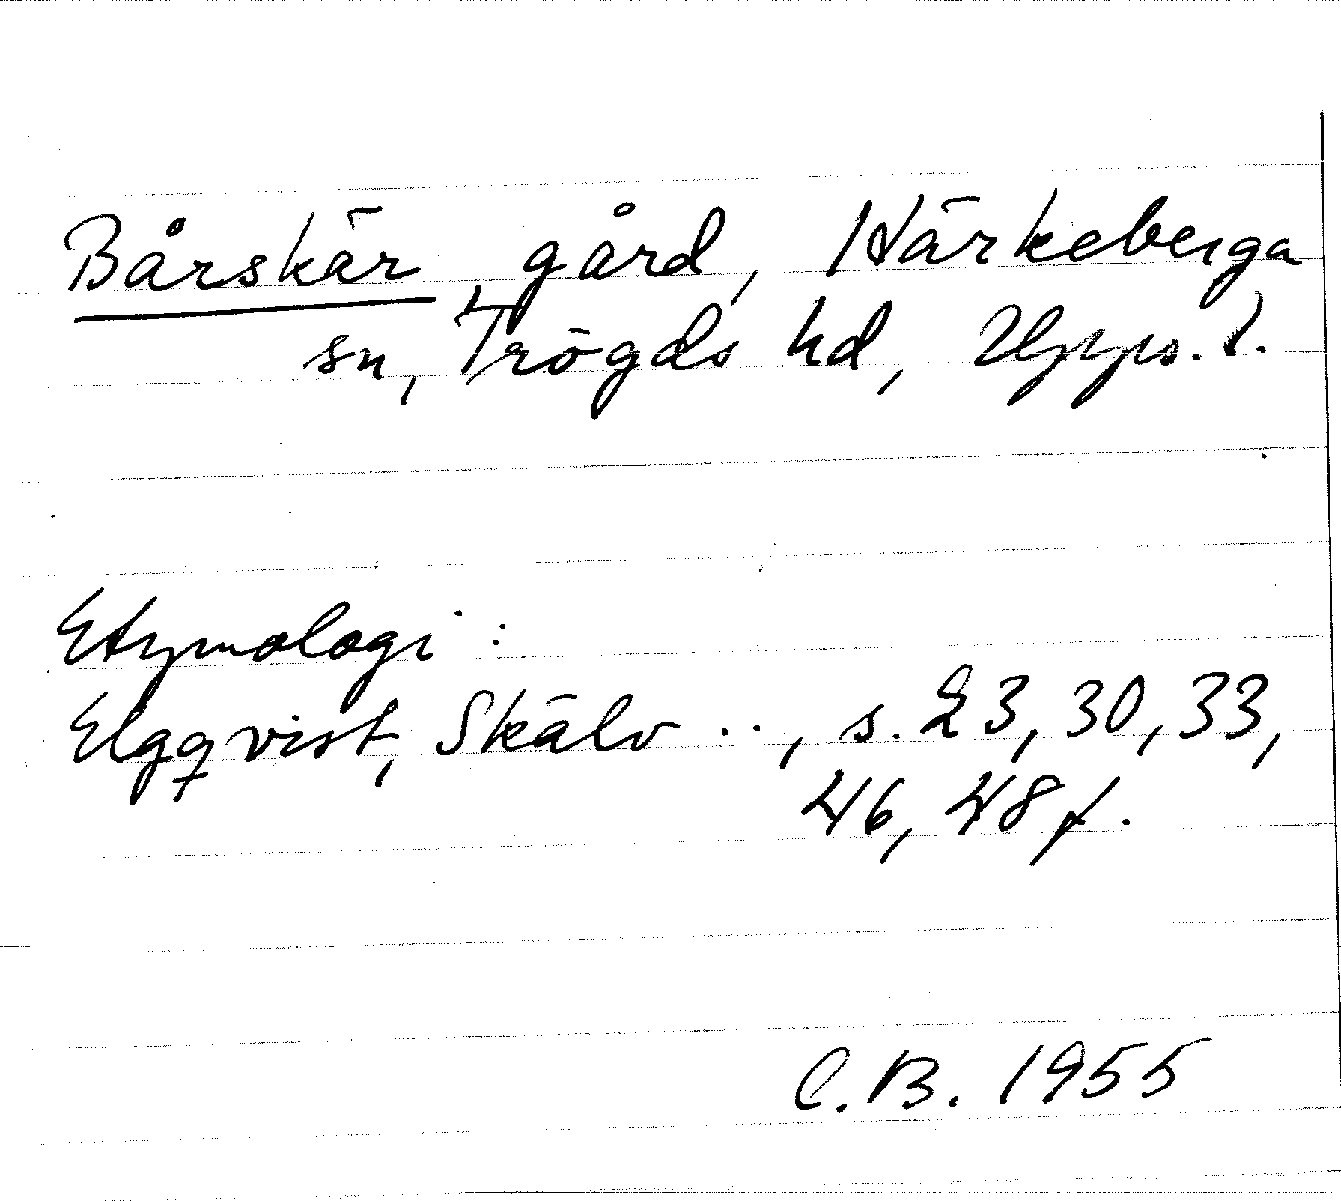 Bårskär gård, Härkeberga
sn, Trögds hd, Upps. l.
Etymologi:
Elgqvist, Skälv .., s. 23, 30, 33,
46, 48 f.
C.B. 1955